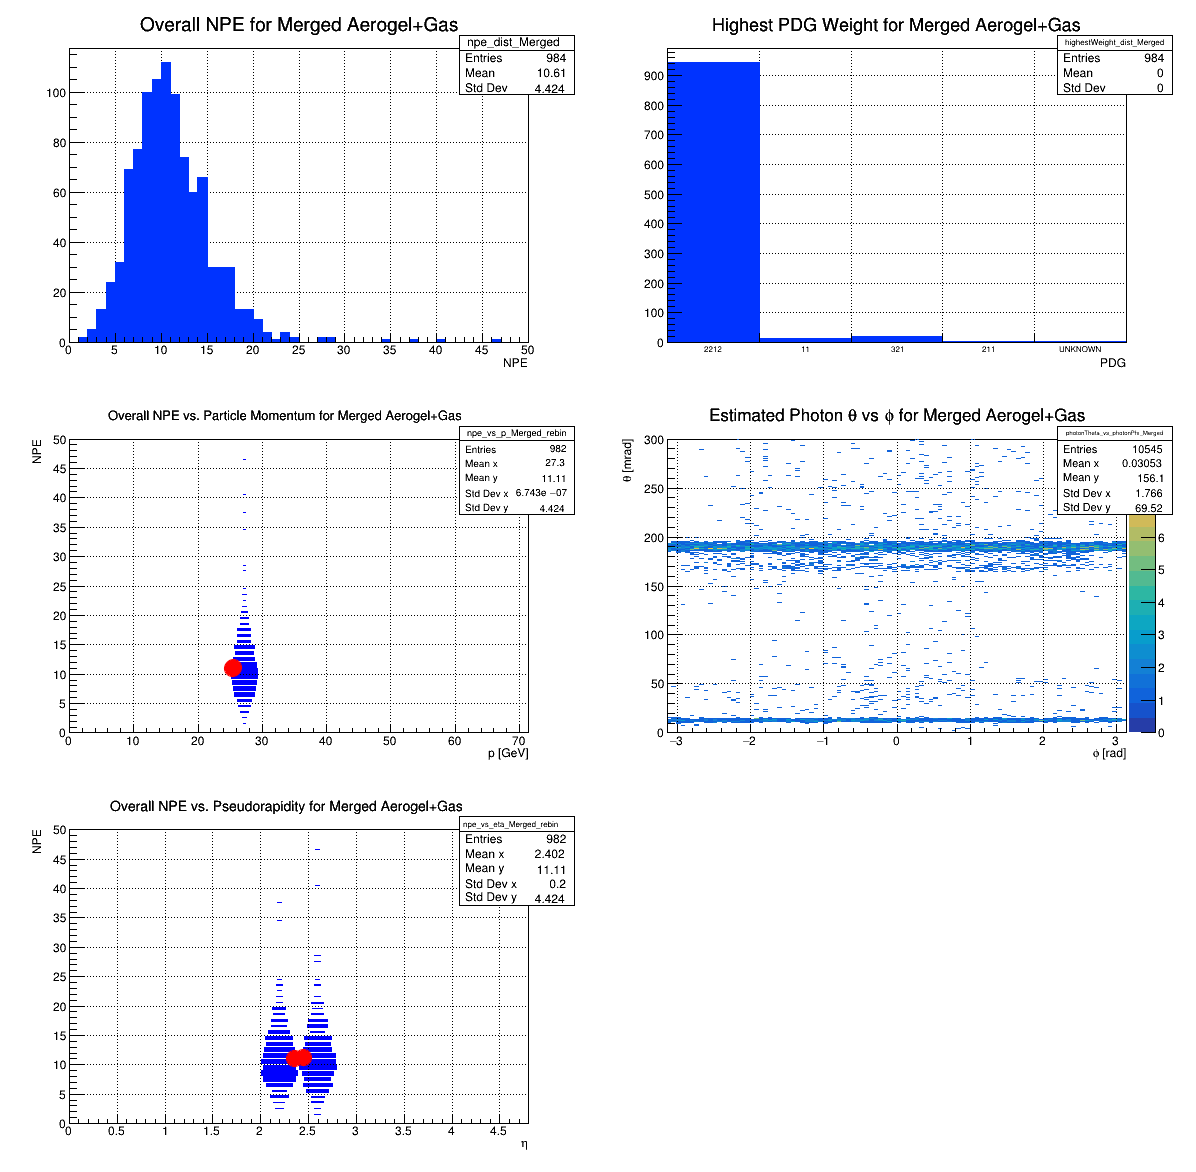 Overall NPE for Merged Aerogel+Gas
npe_dist_Merged
Entries 984
Mean 10.61
Std Dev 4.424
100
80
60
40
20
0
0 5 10 15 20 25 30 35 40 45 50
NPE
Highest PDG Weight for Merged Aerogel+Gas
highestWeight_dist_Merged
Entries 984
Mean 0
Std Dev 0
900
800
700
600
500
400
300
200
100
0
2212 11 321 211 UNKNOWN
PDG
Overall NPE vs. Particle Momentum for Merged Aerogel+Gas
npe_vs_p_Merged_rebin
Entries 982
Mean x 27.3
Mean y 11.11
Std Dev x 6.743e −07
Std Dev y 4.424
NPE
50
45
40
35
30
25
20
15
10
5
0
0 10 20 30 40 50 60 70
p [GeV]
Estimated Photon θ vs ϕ for Merged Aerogel+Gas
photonTheta_vs_photonPhi_Merged
Entries 10545
Mean x 0.03053
Mean y 156.1
Std Dev x 1.766
Std Dev y 69.52
θ [mrad]
300
250
200
150
100
50
0
−3 −2 −1 0 1 2 3
ϕ [rad]
6
5
4
3
2
1
0
Overall NPE vs. Pseudorapidity for Merged Aerogel+Gas
npe_vs_eta_Merged_rebin
Entries 982
Mean x 2.402
Mean y 11.11
Std Dev x 0.2
Std Dev y 4.424
NPE
50
45
40
35
30
25
20
15
10
5
0
0 0.5 1 1.5 2 2.5 3 3.5 4 4.5
η